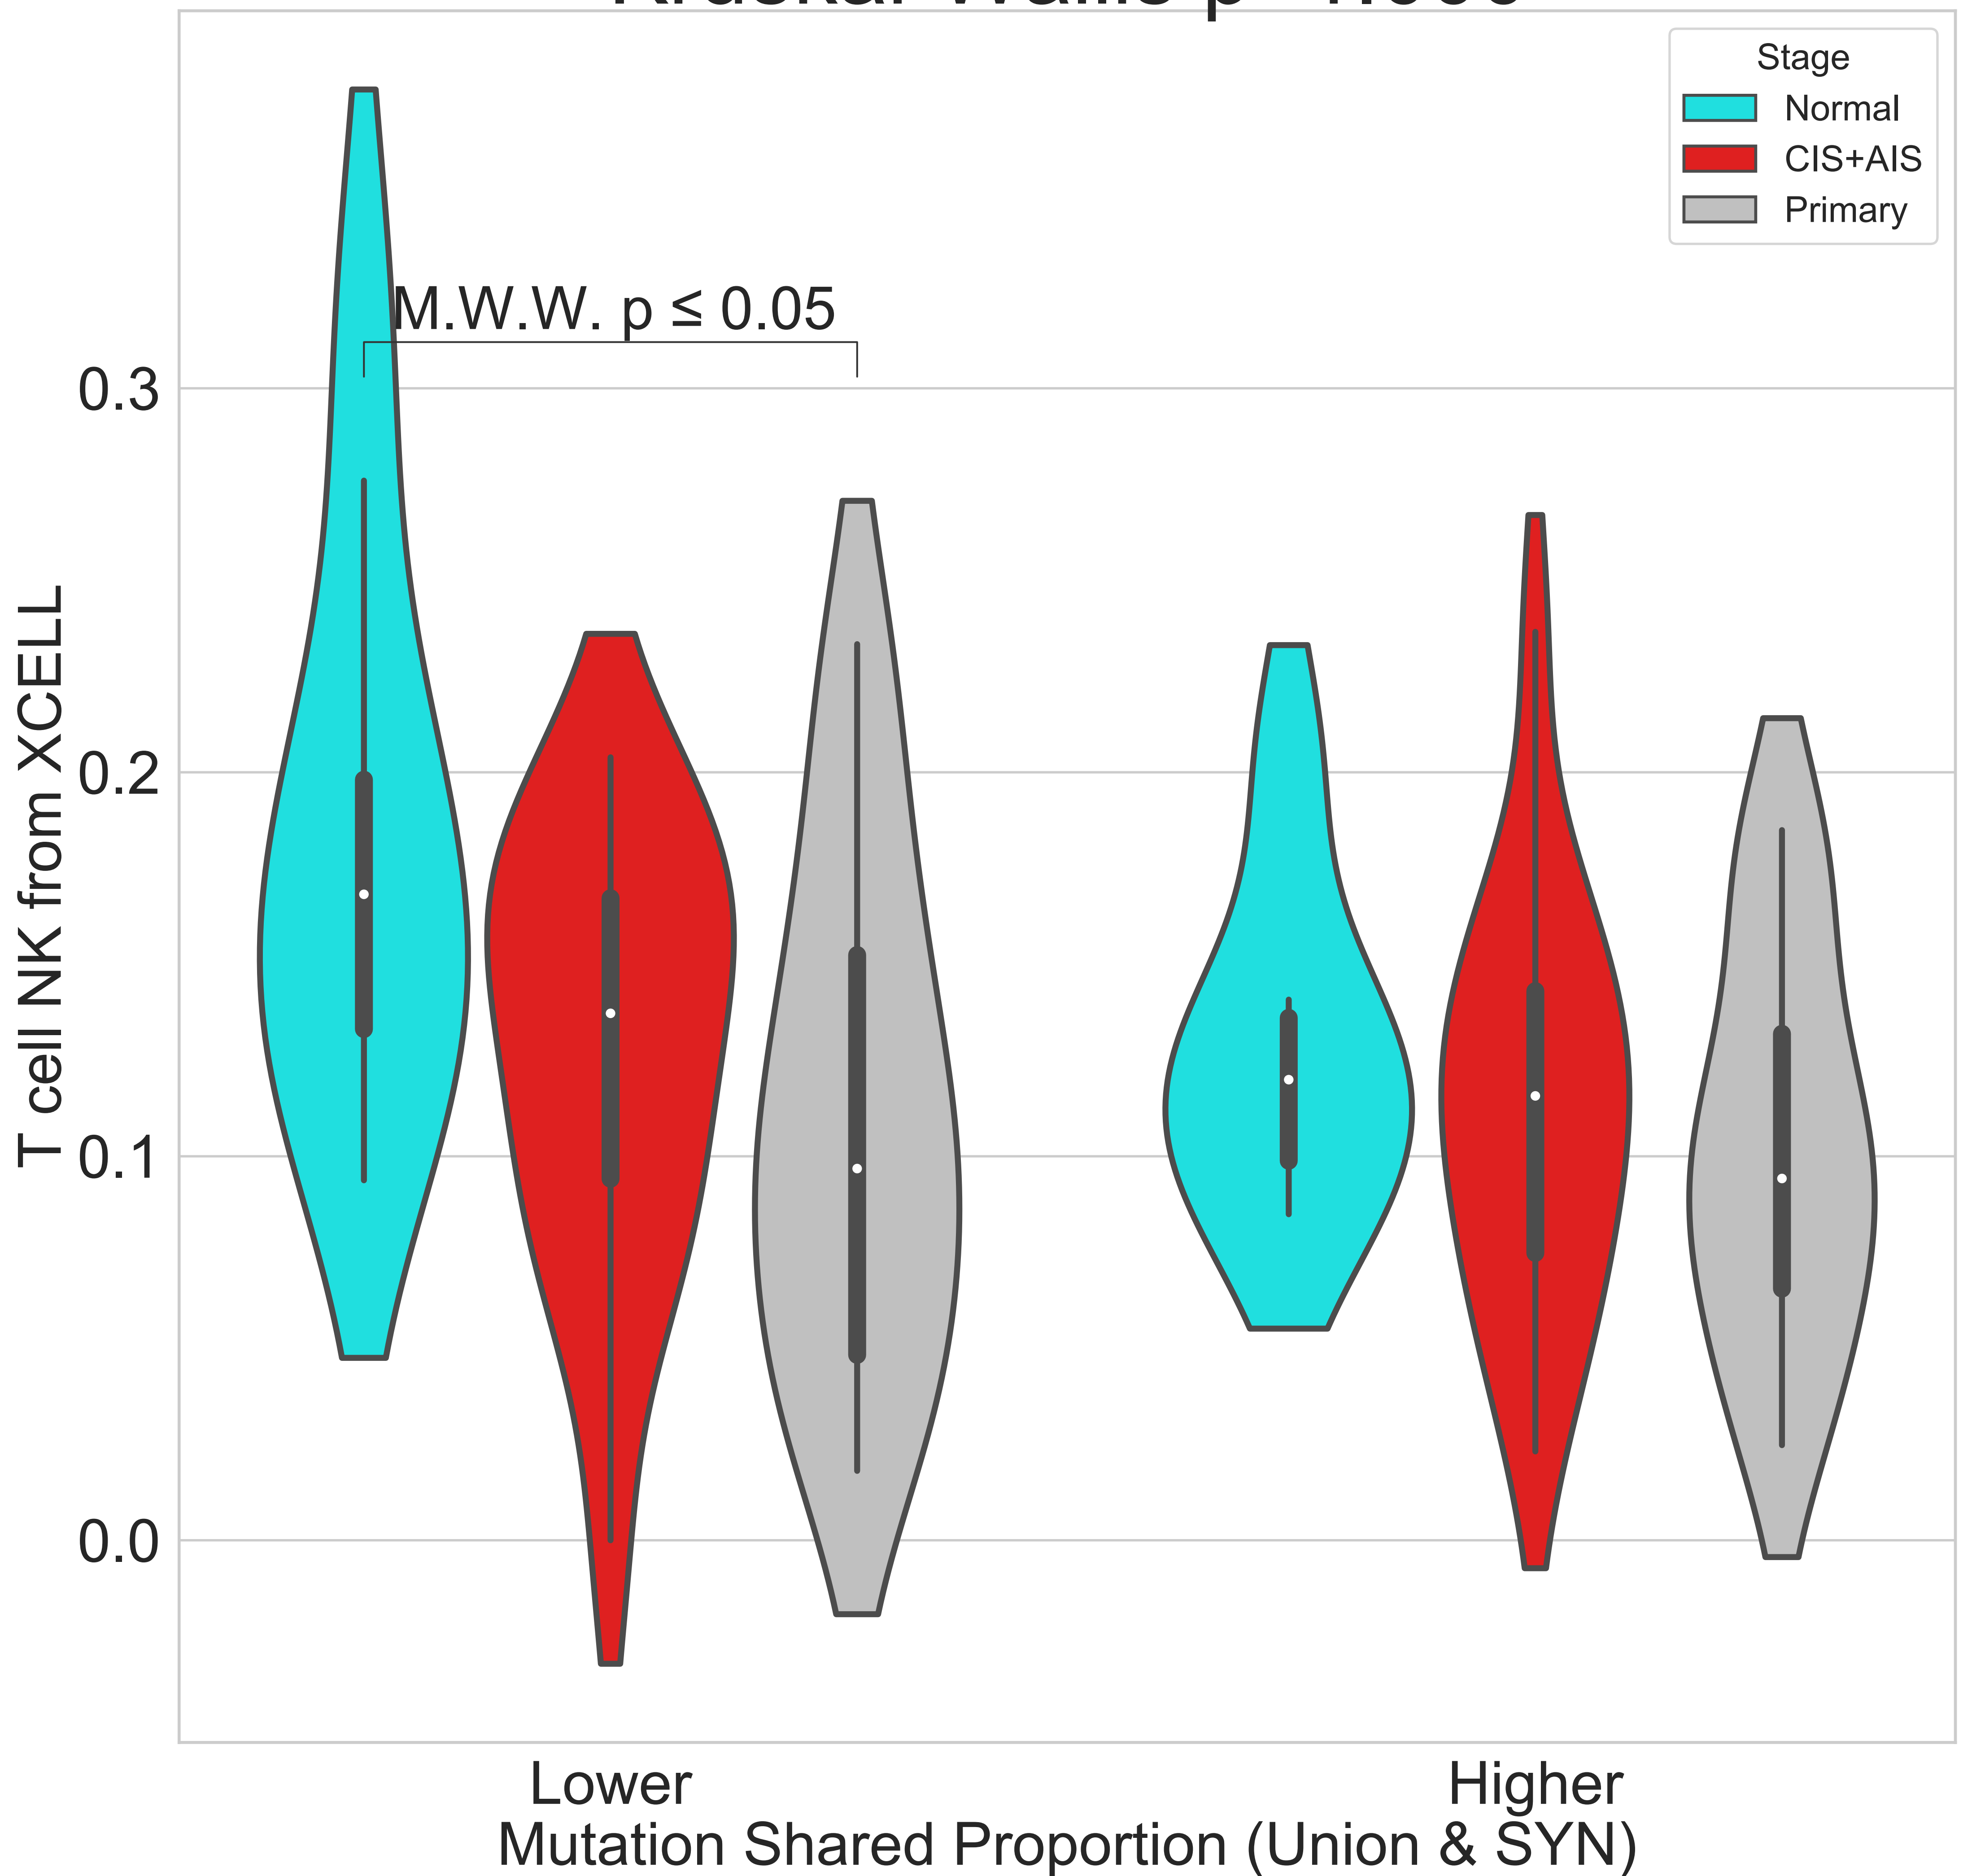 Stage
Normal
CIS+AIS
Primary
M.W.W. p ≤ 0.05
0.3
0.2
0.1
0.0
T cell NK from XCELL
Lower
Higher
Mutation Shared Proportion (Union & SYN)